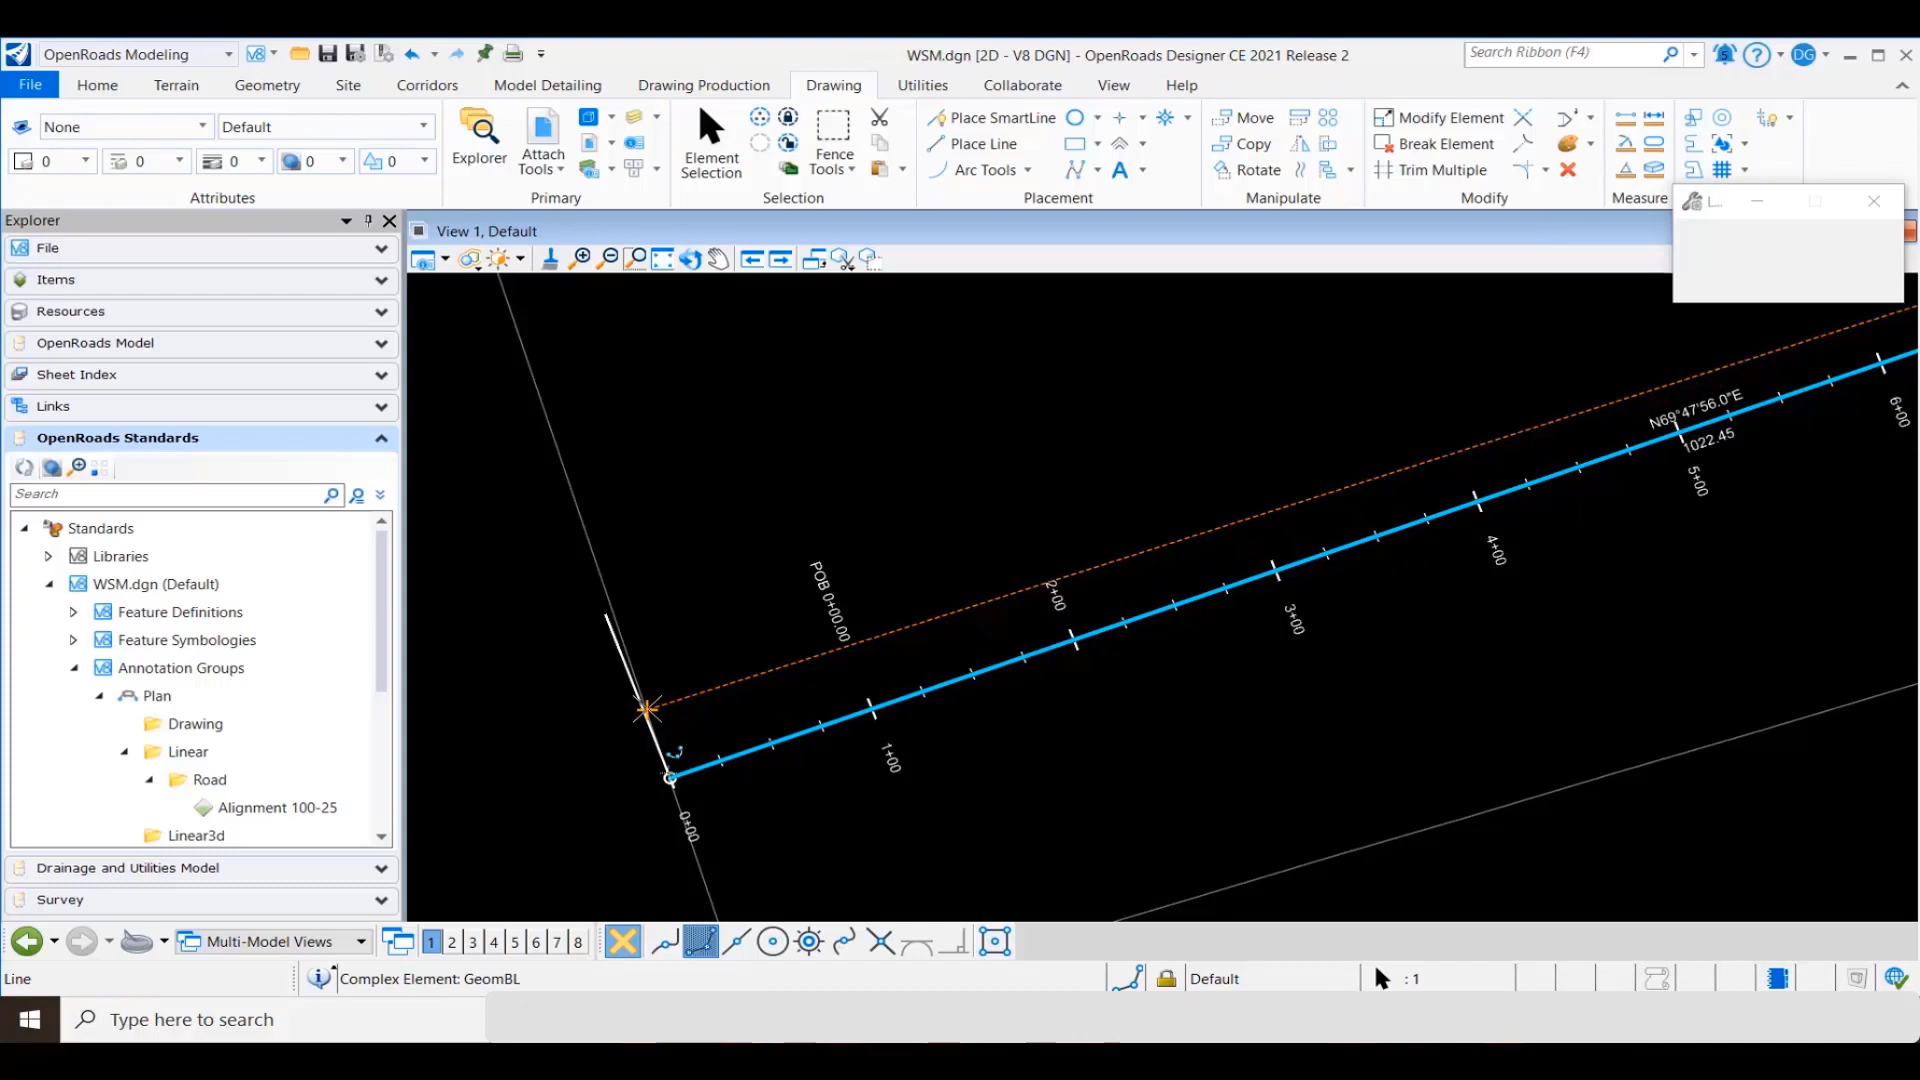 OpenRoads Modeling
WSM.dgn [2D - V8 DGN] - OpenRoads Designer CE 2021 Release 2
Search Ribbon (F4)
DG
File Home Terrain Geometry Site Corridors Model Detailing Drawing Production Drawing Utilities Collaborate View Help
None Default
0 0 0 0 0
Attributes
Explorer
Attach Tools
Primary
Element Selection
Fence Tools
Selection
Place SmartLine
Place Line
Arc Tools
Placement
Move
Copy
Rotate
Manipulate
Modify Element
Break Element
Trim Multiple
Modify
Measure
L...
Explorer
File
Items
Resources
OpenRoads Model
Sheet Index
Links
OpenRoads Standards
Search
Standards
Libraries
WSM.dgn (Default)
Feature Definitions
Feature Symbologies
Annotation Groups
Plan
Drawing
Linear
Road
Alignment 100-25
Linear3d
Drainage and Utilities Model
Survey
View 1, Default
POB 0+00.00
0+00
1+00
2+00
3+00
4+00
5+00
6+00
N69°47'56.0"E
1022.45
Multi-Model Views
1 2 3 4 5 6 7 8
Line
Complex Element: GeomBL
Default
: 1
Type here to search